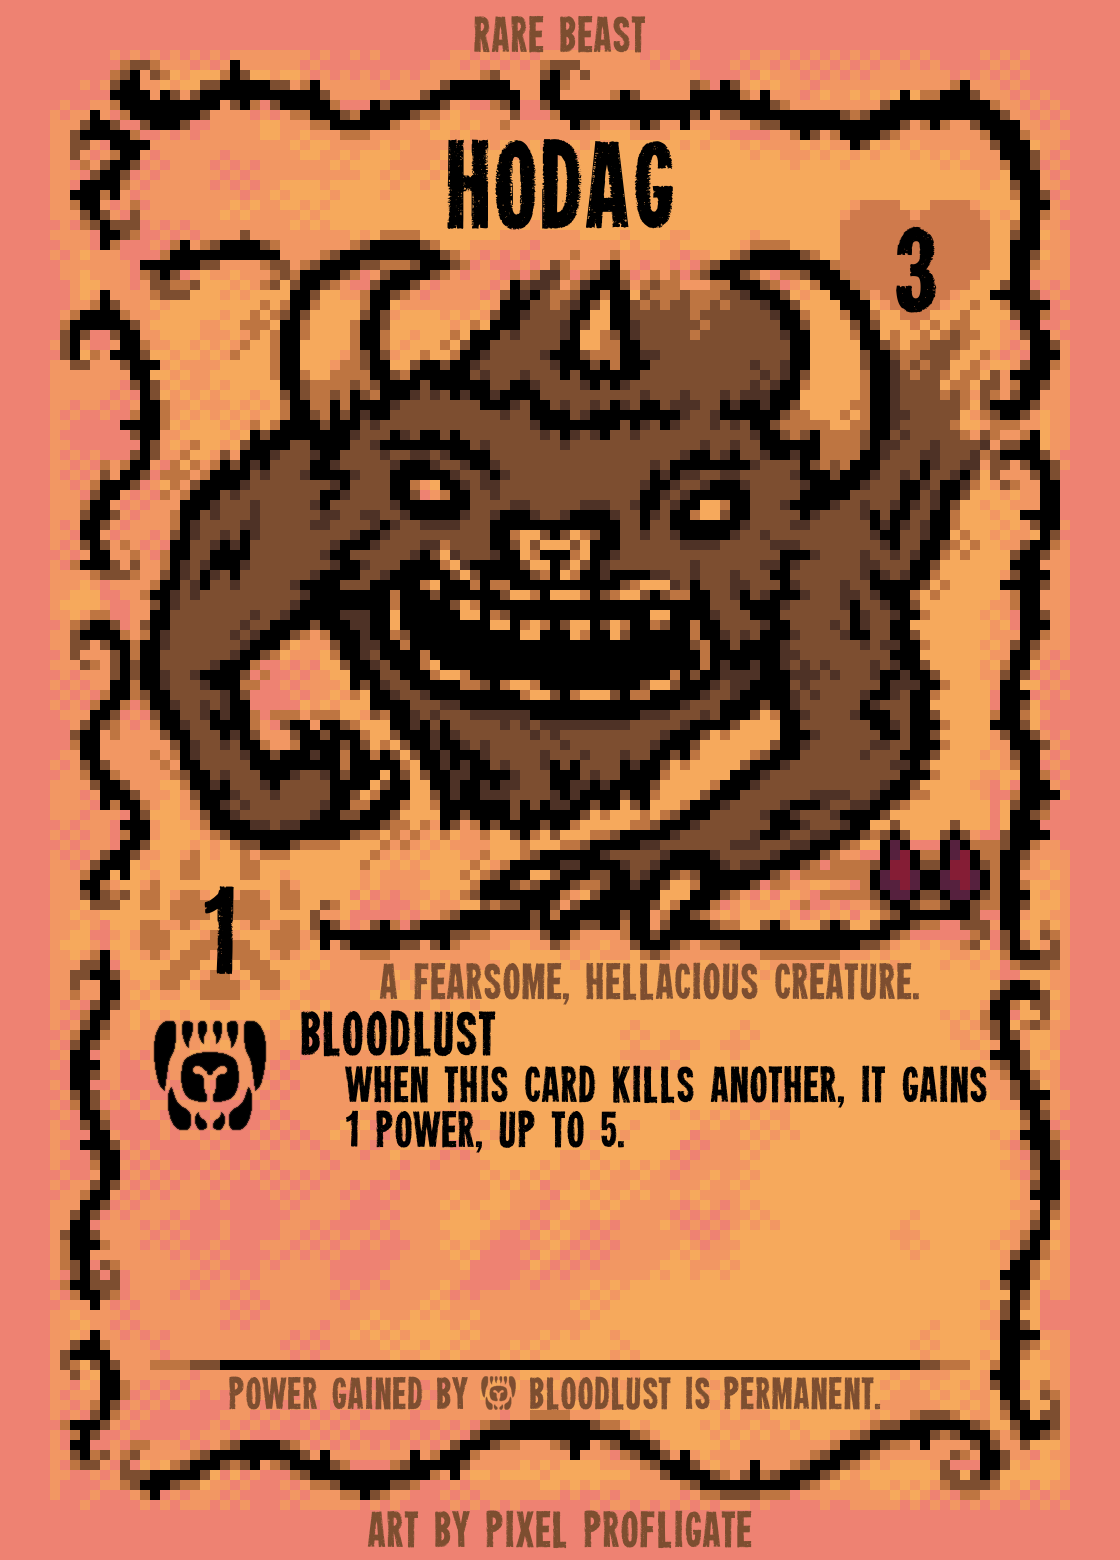 RARE BEAST
HODAG
3
1
A FEARSOME, HELLACIOUS CREATURE.
BLOODLUST
WHEN THIS CARD KILLS ANOTHER, IT GAINS
1 POWER, UP TO 5.
POWER GAINED BY BLOODLUST IS PERMANENT.
ART BY PIXEL PROFLIGATE